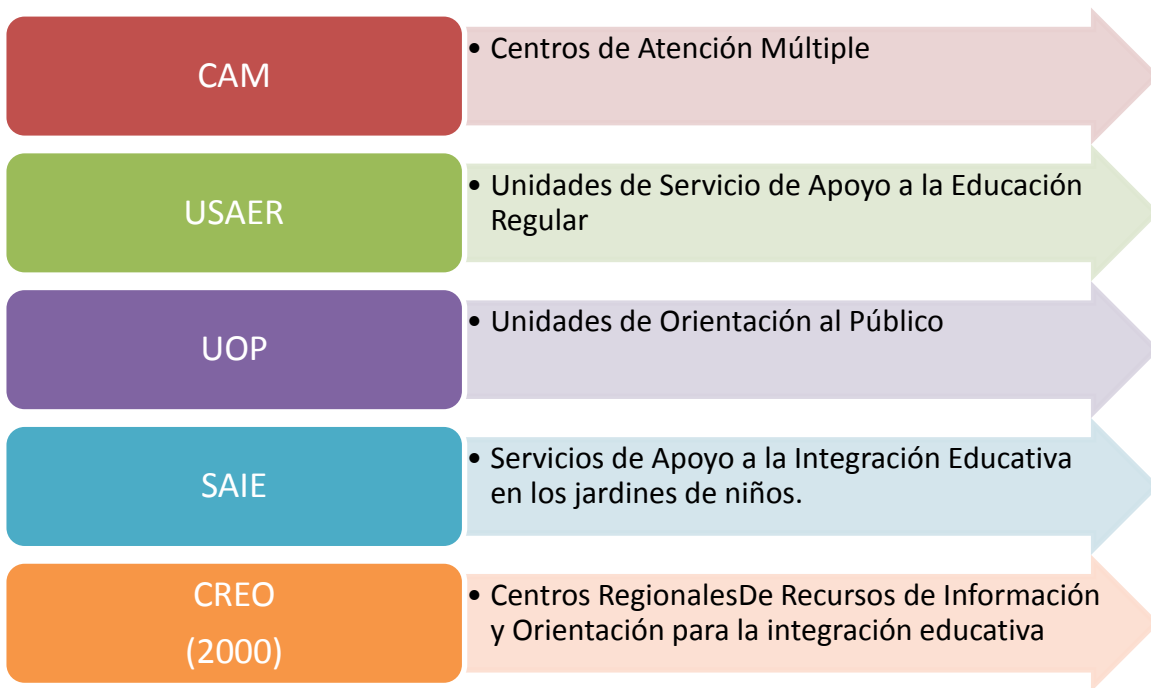 CAM
• Centros de Atención Múltiple
USAER
• Unidades de Servicio de Apoyo a la Educación
Regular
UOP
• Unidades de Orientación al Público
SAIE
• Servicios de Apoyo a la Integración Educativa
en los jardines de niños.
CREO
(2000)
• Centros RegionalesDe Recursos de Información
y Orientación para la integración educativa